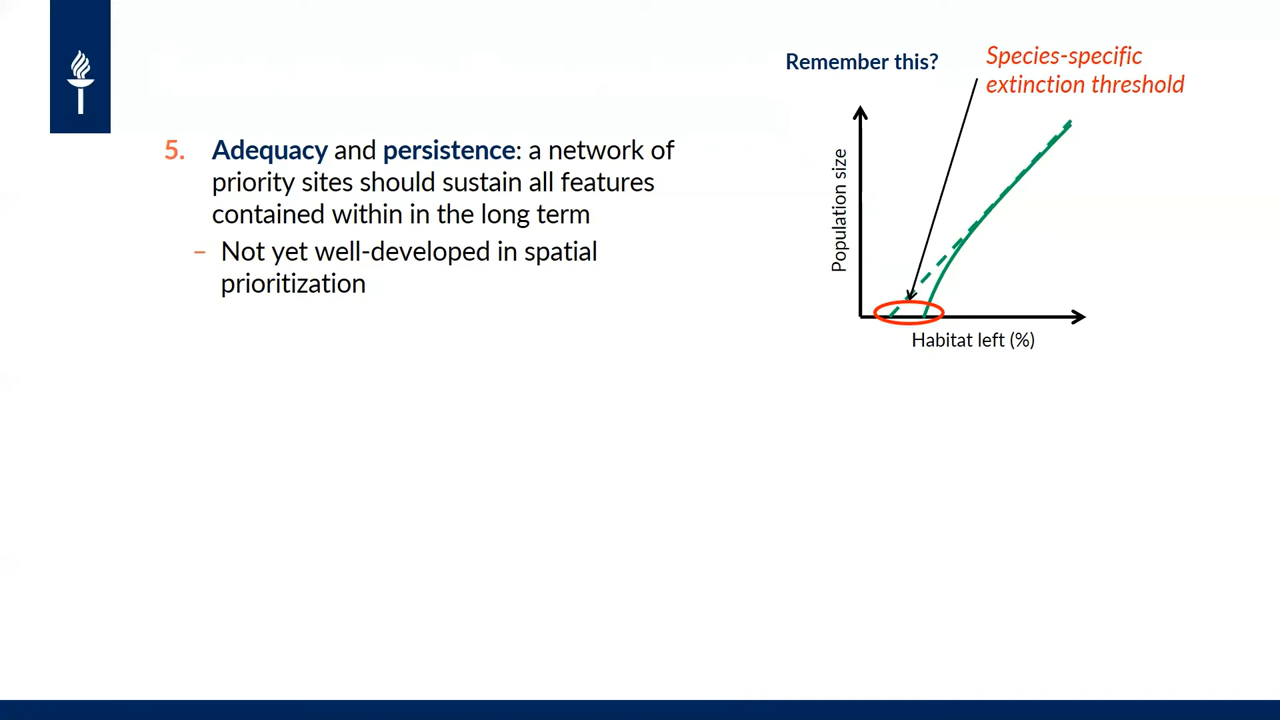 5. Adequacy and persistence: a network of
priority sites should sustain all features
contained within in the long term
– Not yet well-developed in spatial
prioritization
Remember this?
Species-specific
extinction threshold
Population size
Habitat left (%)